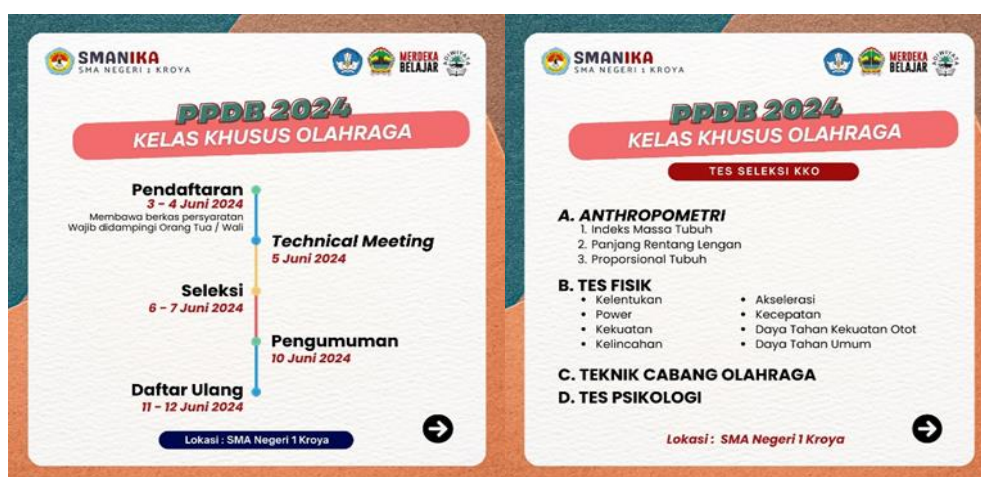 SMANIKA
SMA NEGERI 1 KROYA
MERDEKA
BELAJAR
PPDB 2024
KELAS KHUSUS OLAHRAGA
Pendaftaran
3 - 4 Juni 2024
Membawa berkas persyaratan
Wajib didampingi Orang Tua / Wali
Technical Meeting
5 Juni 2024
Seleksi
6 - 7 Juni 2024
Pengumuman
10 Juni 2024
Daftar Ulang
11 - 12 Juni 2024
Lokasi : SMA Negeri 1 Kroya
SMANIKA
SMA NEGERI 1 KROYA
MERDEKA
BELAJAR
PPDB 2024
KELAS KHUSUS OLAHRAGA
TES SELEKSI KKO
A. ANTHROPOMETRI
1. Indeks Massa Tubuh
2. Panjang Rentang Lengan
3. Proporsional Tubuh
B. TES FISIK
• Kelentukan
• Power
• Kekuatan
• Kelincahan
• Akselerasi
• Kecepatan
• Daya Tahan Kekuatan Otot
• Daya Tahan Umum
C. TEKNIK CABANG OLAHRAGA
D. TES PSIKOLOGI
Lokasi : SMA Negeri 1 Kroya